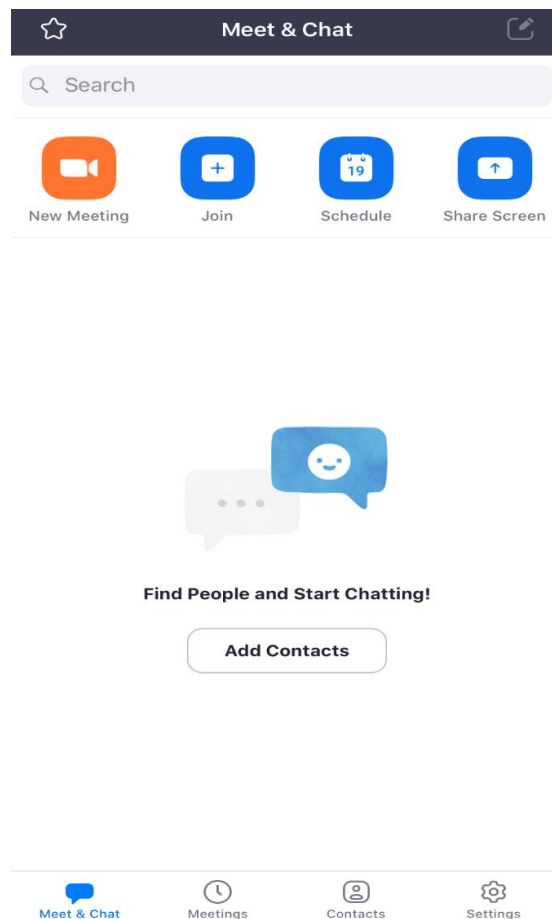 Meet & Chat
Search
19
New Meeting Join Schedule Share Screen
Find People and Start Chatting!
Add Contacts
Meet & Chat Meetings Contacts Settings